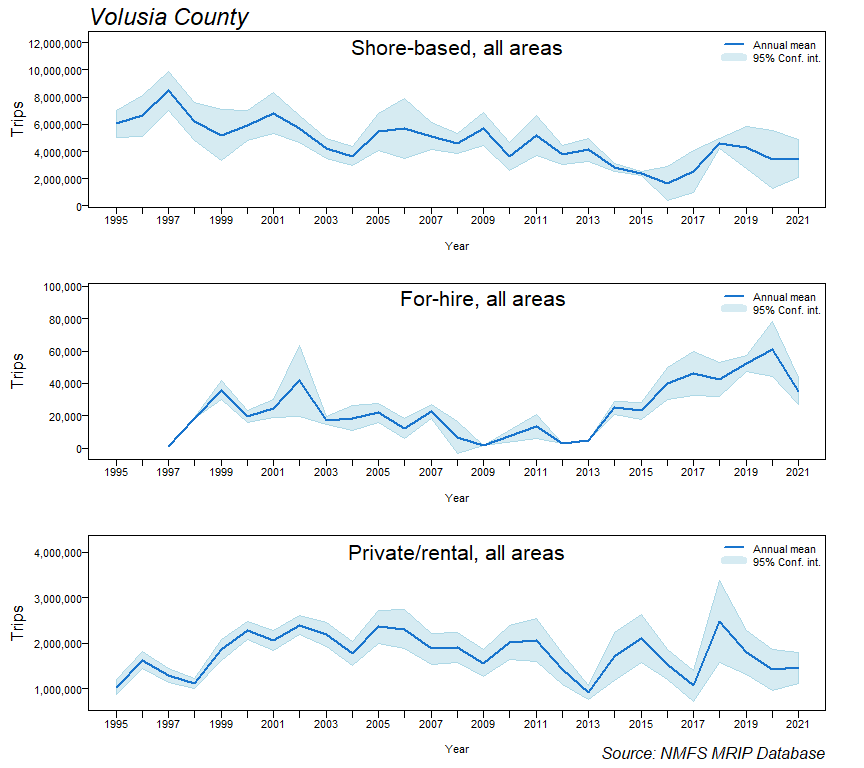 Volusia County
Shore-based, all areas
Annual mean
95% Conf. int.
Trips
12,000,000
10,000,000
8,000,000
6,000,000
4,000,000
2,000,000
0
1995 1997 1999 2001 2003 2005 2007 2009 2011 2013 2015 2017 2019 2021
Year
For-hire, all areas
Annual mean
95% Conf. int.
Trips
100,000
80,000
60,000
40,000
20,000
0
1995 1997 1999 2001 2003 2005 2007 2009 2011 2013 2015 2017 2019 2021
Year
Private/rental, all areas
Annual mean
95% Conf. int.
Trips
4,000,000
3,000,000
2,000,000
1,000,000
1995 1997 1999 2001 2003 2005 2007 2009 2011 2013 2015 2017 2019 2021
Year
Source: NMFS MRIP Database